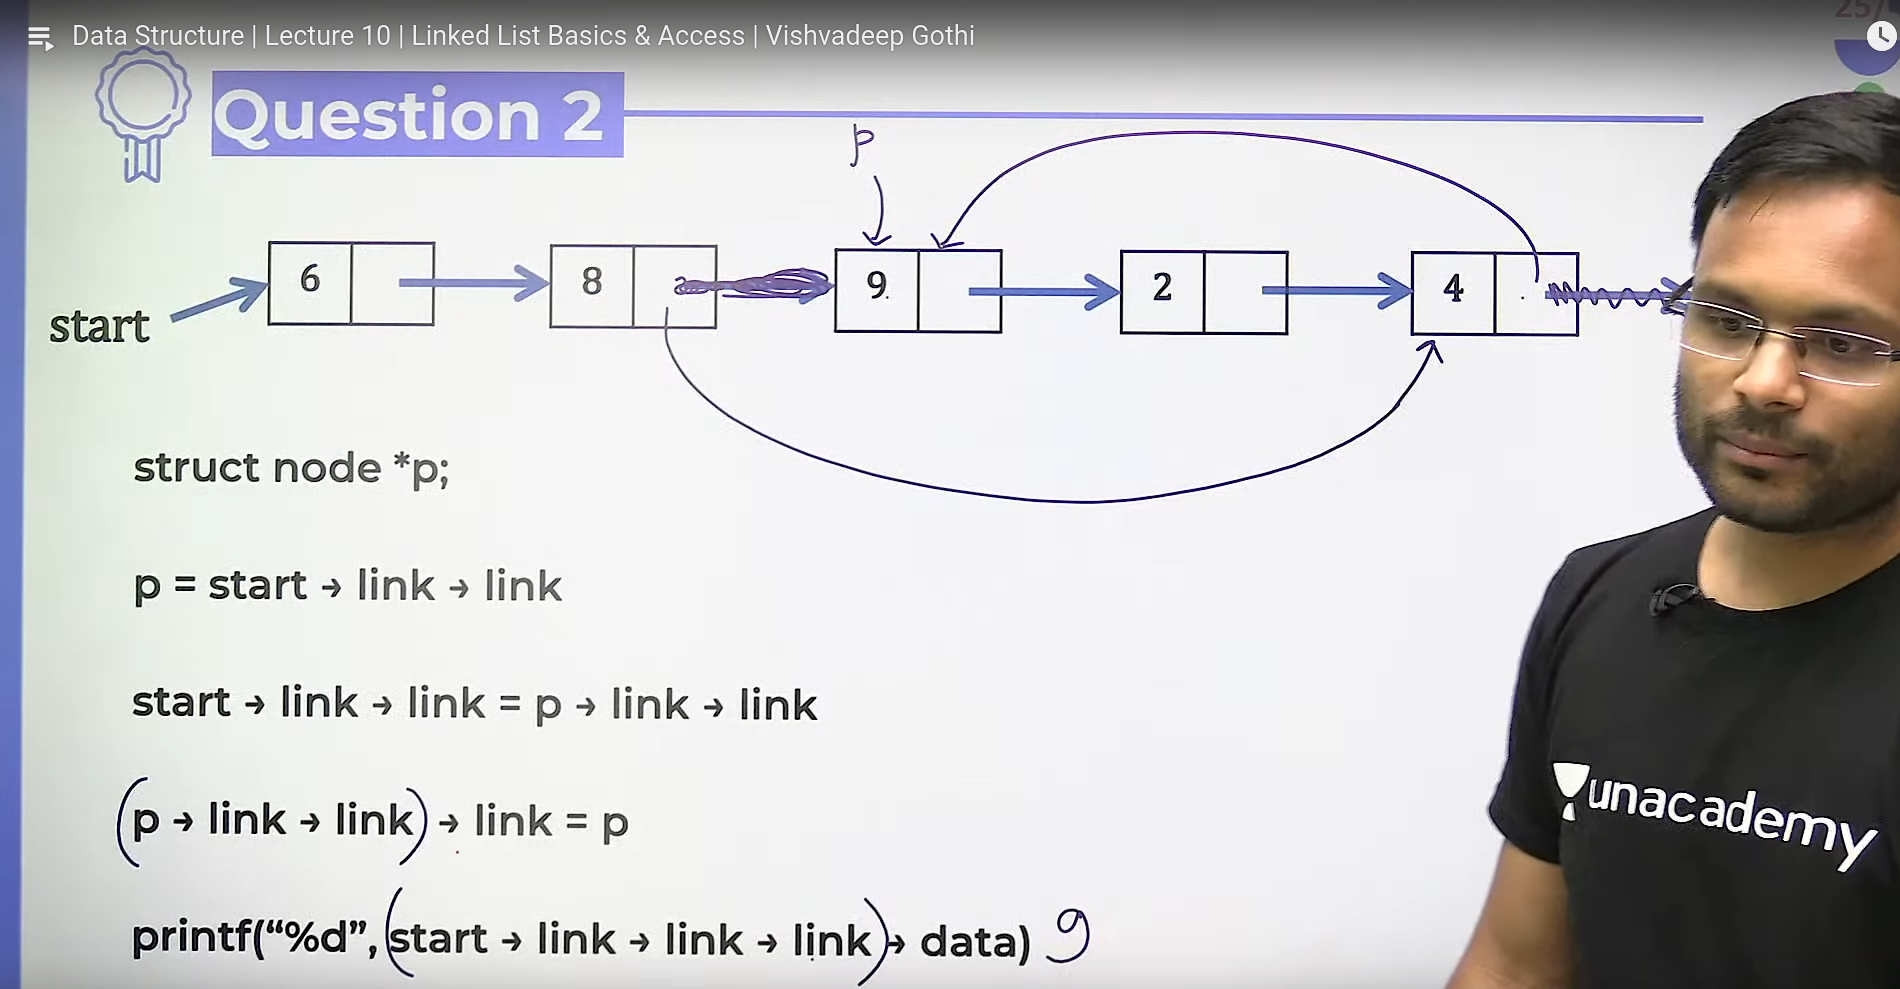 25/
Data Structure | Lecture 10 | Linked List Basics & Access | Vishvadeep Gothi
Question 2
p
start
6
8
9
2
4
struct node *p;
p = start → link → link
start → link → link = p → link → link
(p → link → link) → link = p
printf(“%d”, (start → link → link → link) → data) 9
unacademy